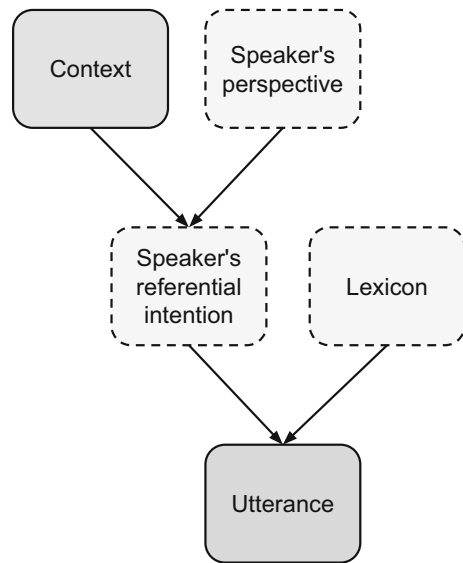 Context
Speaker's
perspective
Speaker's
referential
intention
Lexicon
Utterance